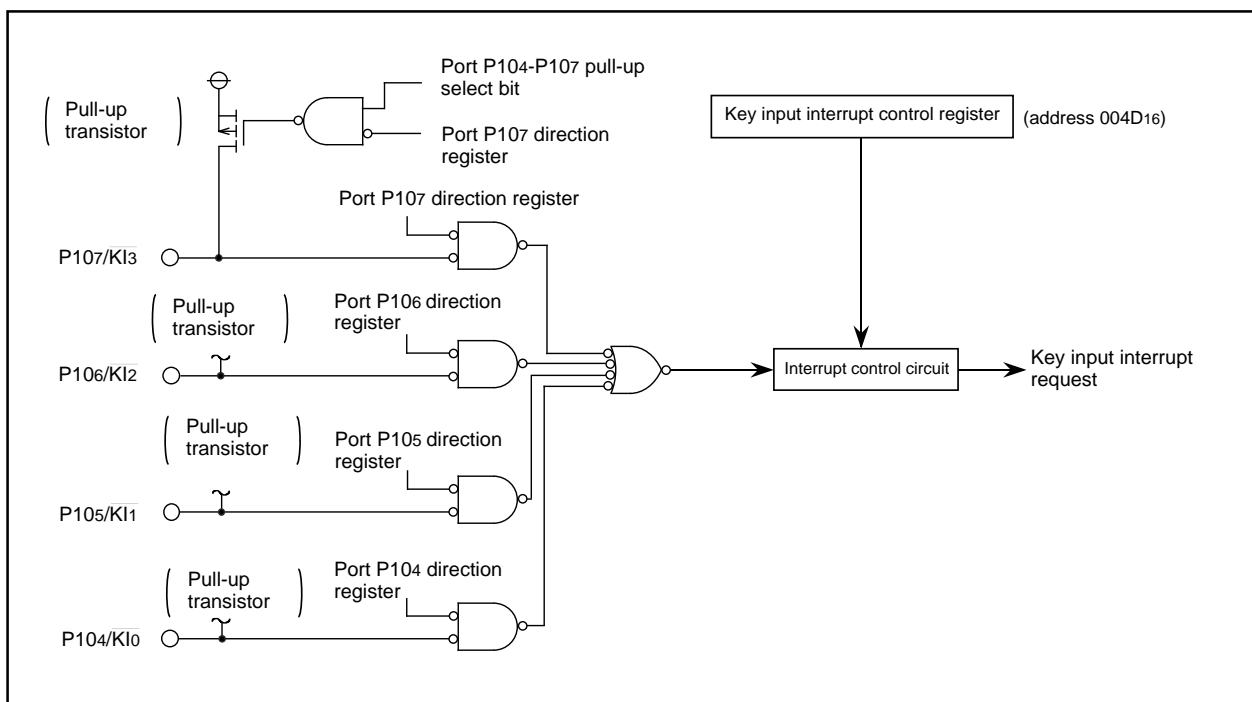 Port P104-P107 pull-up
select bit
Pull-up
transistor
Key input interrupt control register
(address 004D16)
Port P107 direction
register
Port P107 direction register
P107/KI3
Pull-up
transistor
Port P106 direction
register
P106/KI2
Interrupt control circuit
Key input interrupt
request
Pull-up
transistor
Port P105 direction
register
P105/KI1
Pull-up
transistor
Port P104 direction
register
P104/KI0